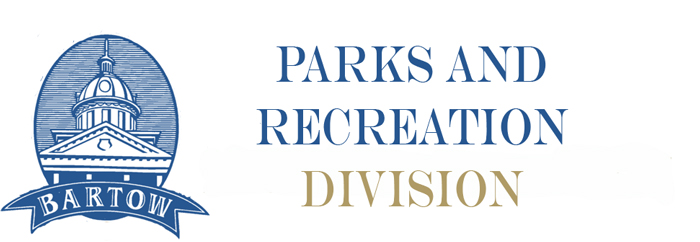 BARTOW
PARKS AND
RECREATION
DIVISION